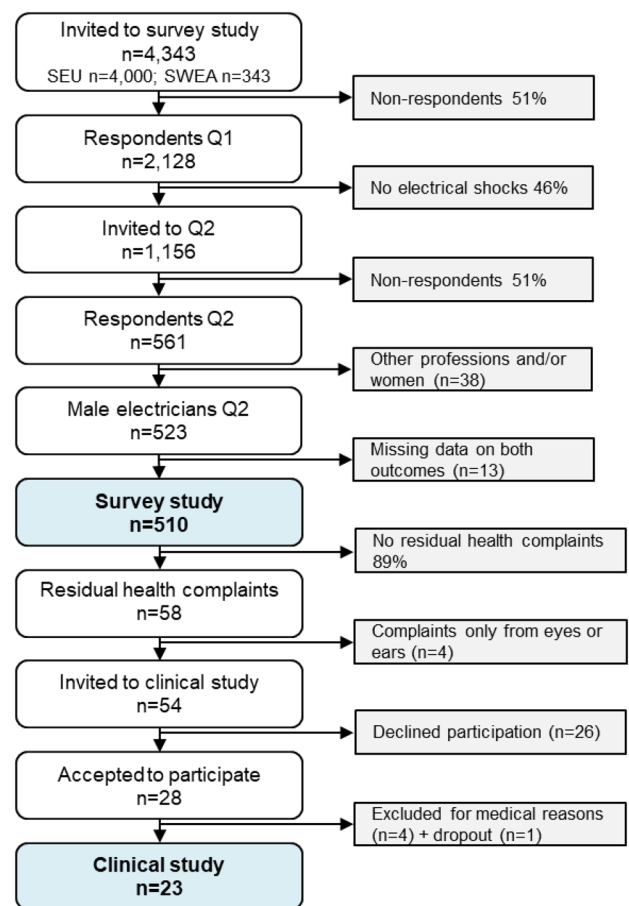 Invited to survey study
n=4,343
SEU n=4,000; SWEA n=343
Non-respondents 51%
Respondents Q1
n=2,128
No electrical shocks 46%
Invited to Q2
n=1,156
Non-respondents 51%
Respondents Q2
n=561
Other professions and/or
women (n=38)
Male electricians Q2
n=523
Missing data on both
outcomes (n=13)
Survey study
n=510
No residual health complaints
89%
Residual health complaints
n=58
Complaints only from eyes or
ears (n=4)
Invited to clinical study
n=54
Declined participation (n=26)
Accepted to participate
n=28
Excluded for medical reasons
(n=4) + dropout (n=1)
Clinical study
n=23